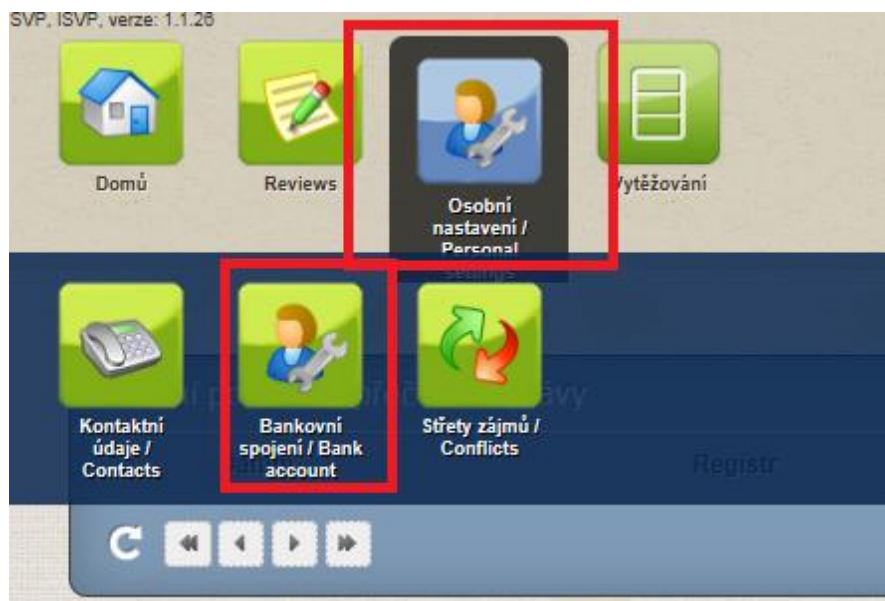 SVP, ISVP, verze: 1.1.26
Domů
Reviews
Osobní
nastavení /
Personal
settings
Vytěžování
Kontaktní
údaje /
Contacts
Bankovní
spojení / Bank
account
Střety zájmů /
Conflicts
Registr